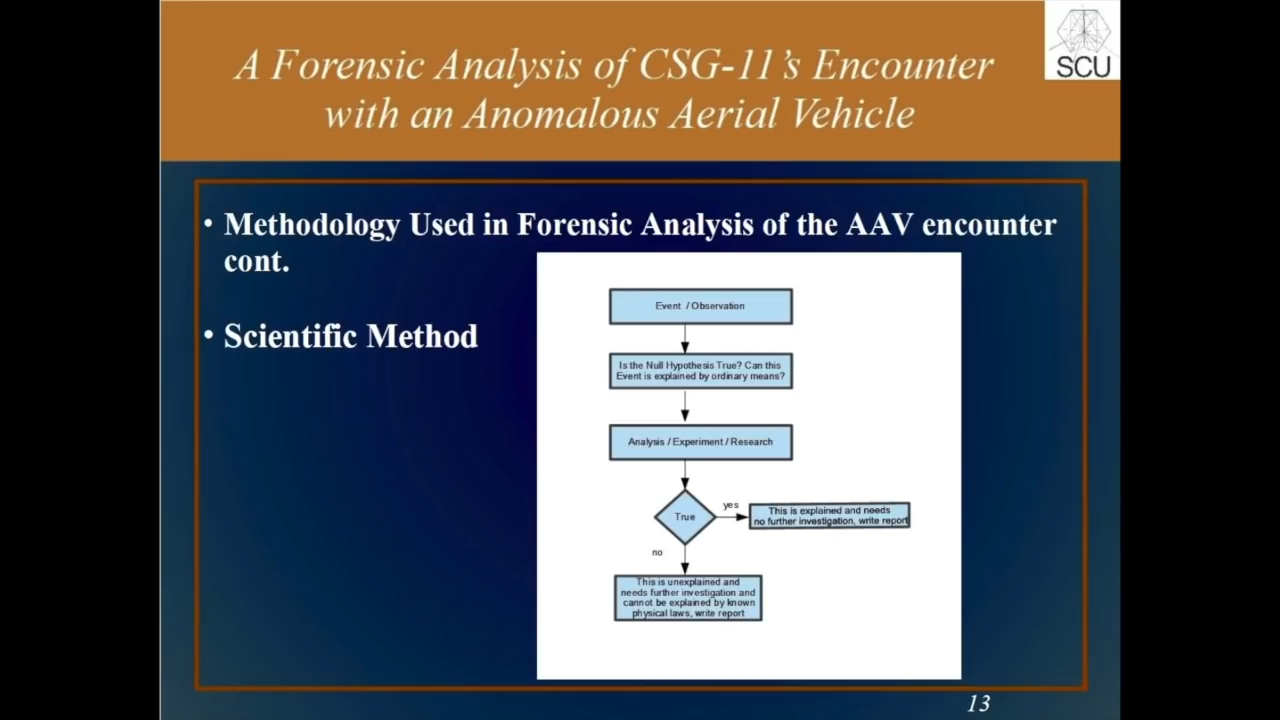 A Forensic Analysis of CSG-11's Encounter
with an Anomalous Aerial Vehicle
SCU
• Methodology Used in Forensic Analysis of the AAV encounter
cont.
• Scientific Method
Event / Observation
Is the Null Hypothesis True? Can this
Event is explained by ordinary means?
Analysis / Experiment / Research
True
yes
This is explained and needs
no further investigation, write report
no
This is unexplained and
needs further investigation and
cannot be explained by known
physical laws, write report
13